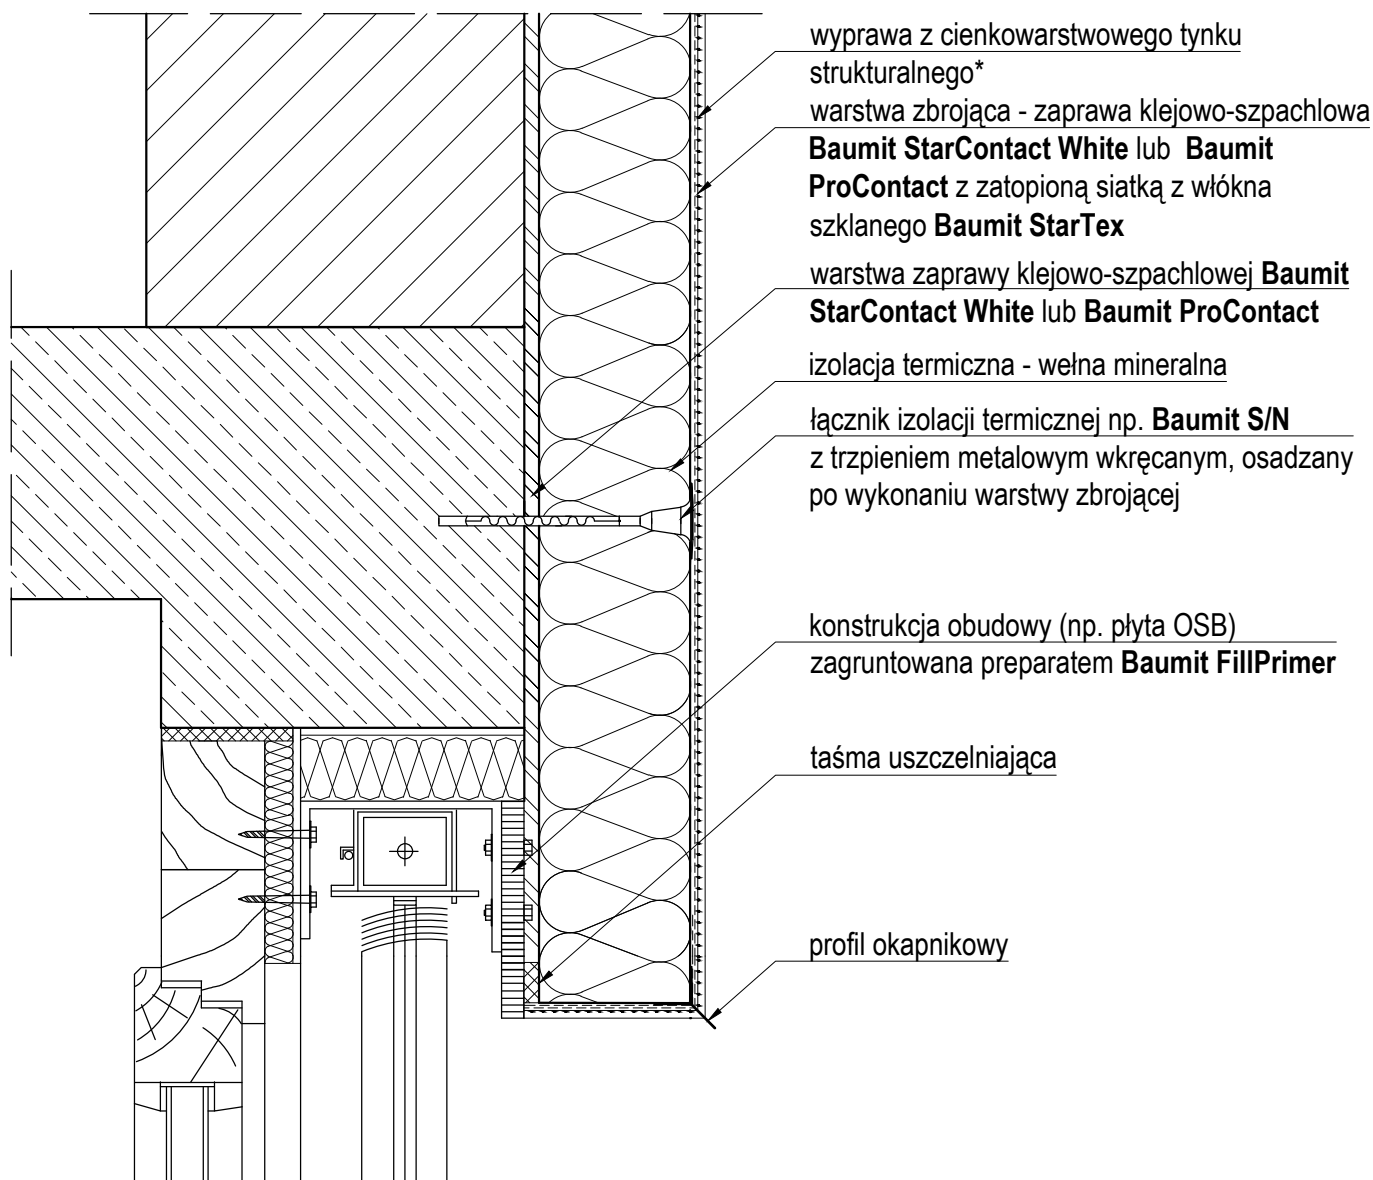 wyprawa z cienkowarstwowego tynku
strukturalnego*
warstwa zbrojąca - zaprawa klejowo-szpachlowa
Baumit StarContact White lub Baumit
ProContact z zatopioną siatką z włókna
szklanego Baumit StarTex
warstwa zaprawy klejowo-szpachlowej Baumit
StarContact White lub Baumit ProContact
izolacja termiczna - wełna mineralna
łącznik izolacji termicznej np. Baumit S/N
z trzpieniem metalowym wkręcanym, osadzany
po wykonaniu warstwy zbrojącej
konstrukcja obudowy (np. płyta OSB)
zagruntowana preparatem Baumit FillPrimer
taśma uszczelniająca
profil okapnikowy